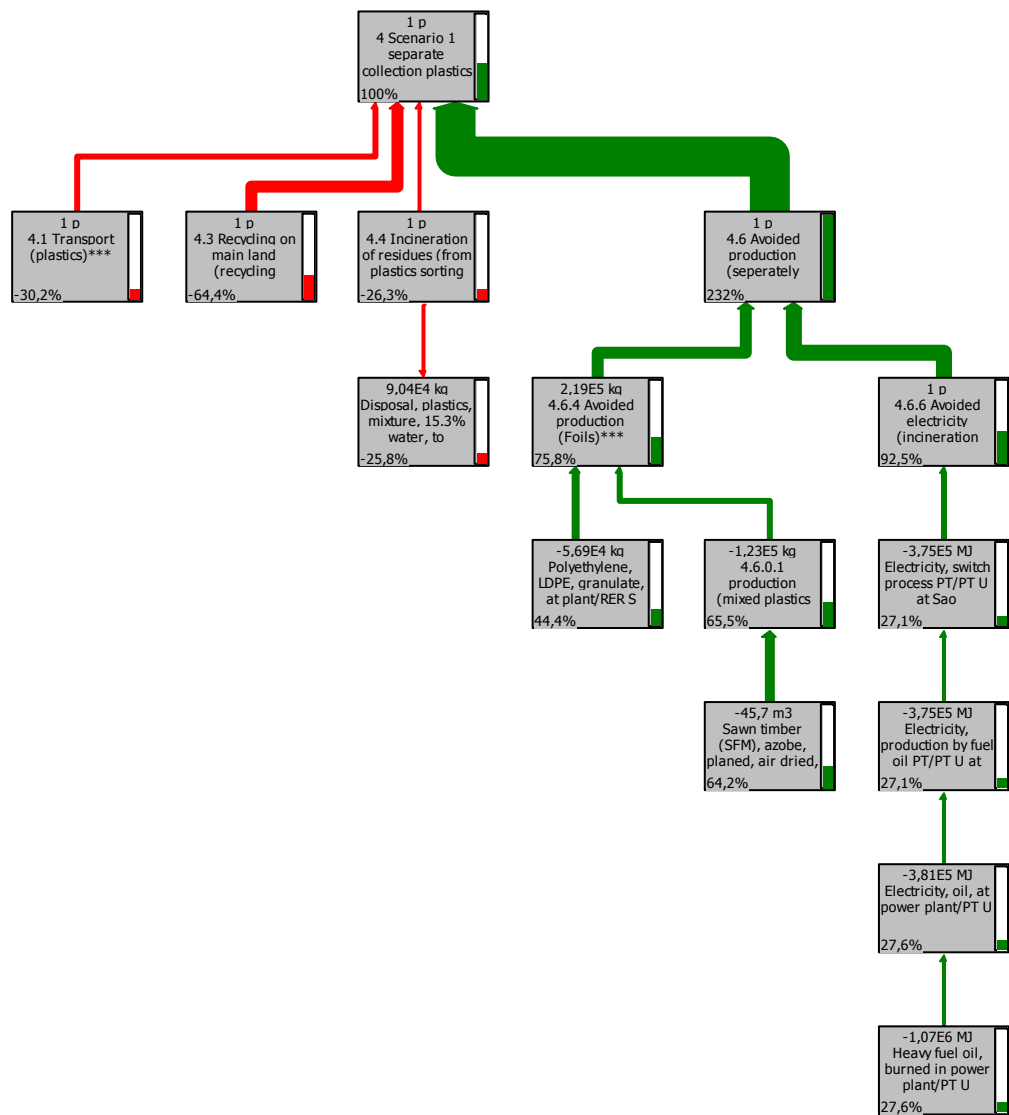 1 p
4 Scenario 1
separate
collection plastics
100%
1 p
4.1 Transport
(plastics)***
-30,2%
1 p
4.3 Recycling on
main land
(recycling
-64,4%
1 p
4.4 Incineration
of residues (from
plastics sorting
-26,3%
1 p
4.6 Avoided
production
(seperately
232%
9,04E4 kg
Disposal, plastics,
mixture, 15.3%
water, to
-25,8%
2,19E5 kg
4.6.4 Avoided
production
(Foils)***
75,8%
1 p
4.6.6 Avoided
electricity
(incineration
92,5%
-5,69E4 kg
Polyethylene,
LDPE, granulate,
at plant/RER S
44,4%
-1,23E5 kg
4.6.0.1
production
(mixed plastics
65,5%
-3,75E5 MJ
Electricity, switch
process PT/PT U
at Sao
27,1%
-45,7 m3
Sawn timber
(SFM), azobe,
planed, air dried,
64,2%
-3,75E5 MJ
Electricity,
production by fuel
oil PT/PT U at
27,1%
-3,81E5 MJ
Electricity, oil, at
power plant/PT U
27,6%
-1,07E6 MJ
Heavy fuel oil,
burned in power
plant/PT U
27,6%